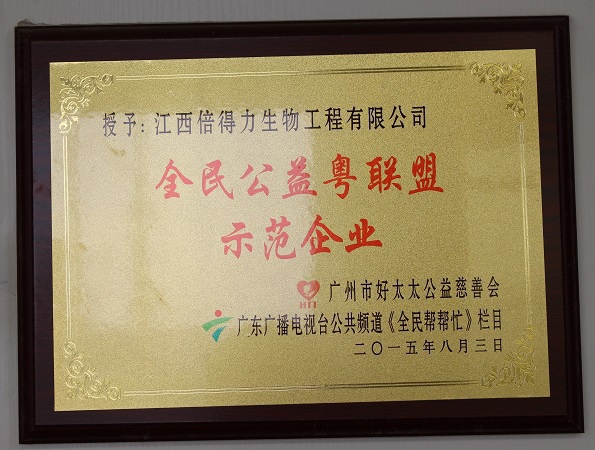 授予:江西倍得力生物工程有限公司
全民公益粤联盟
示范企业
HTT 广州市好太太公益慈善会
广东广播电视台公共频道《全民帮帮忙》栏目
二〇一五年八月三日